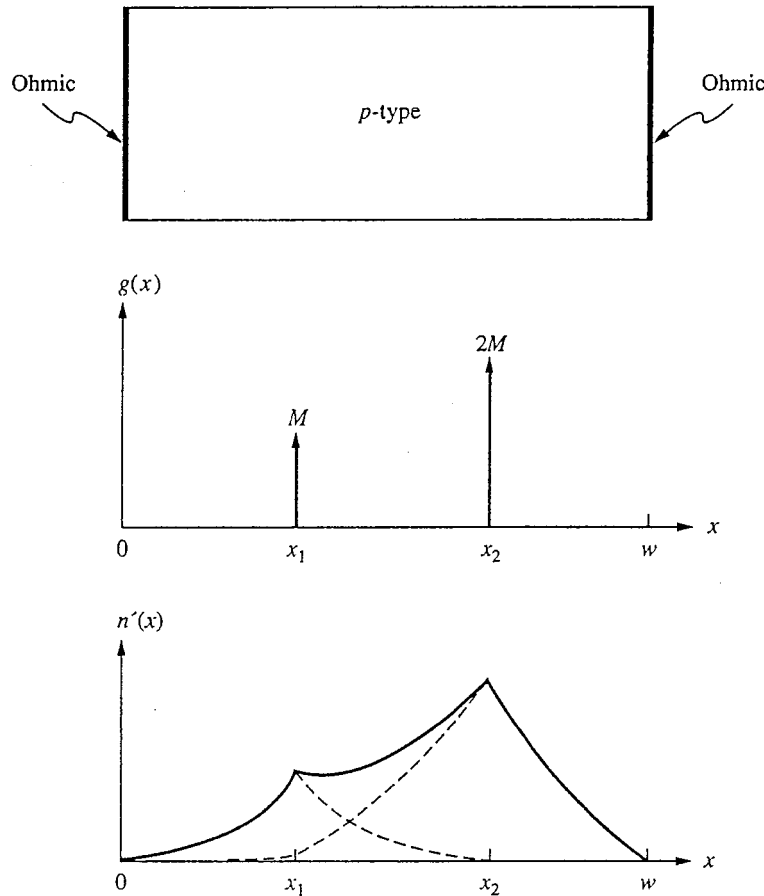 Ohmic
p-type
Ohmic
g(x)
2M
M
0 x₁ x₂ w x
n′(x)
0 x₁ x₂ w x